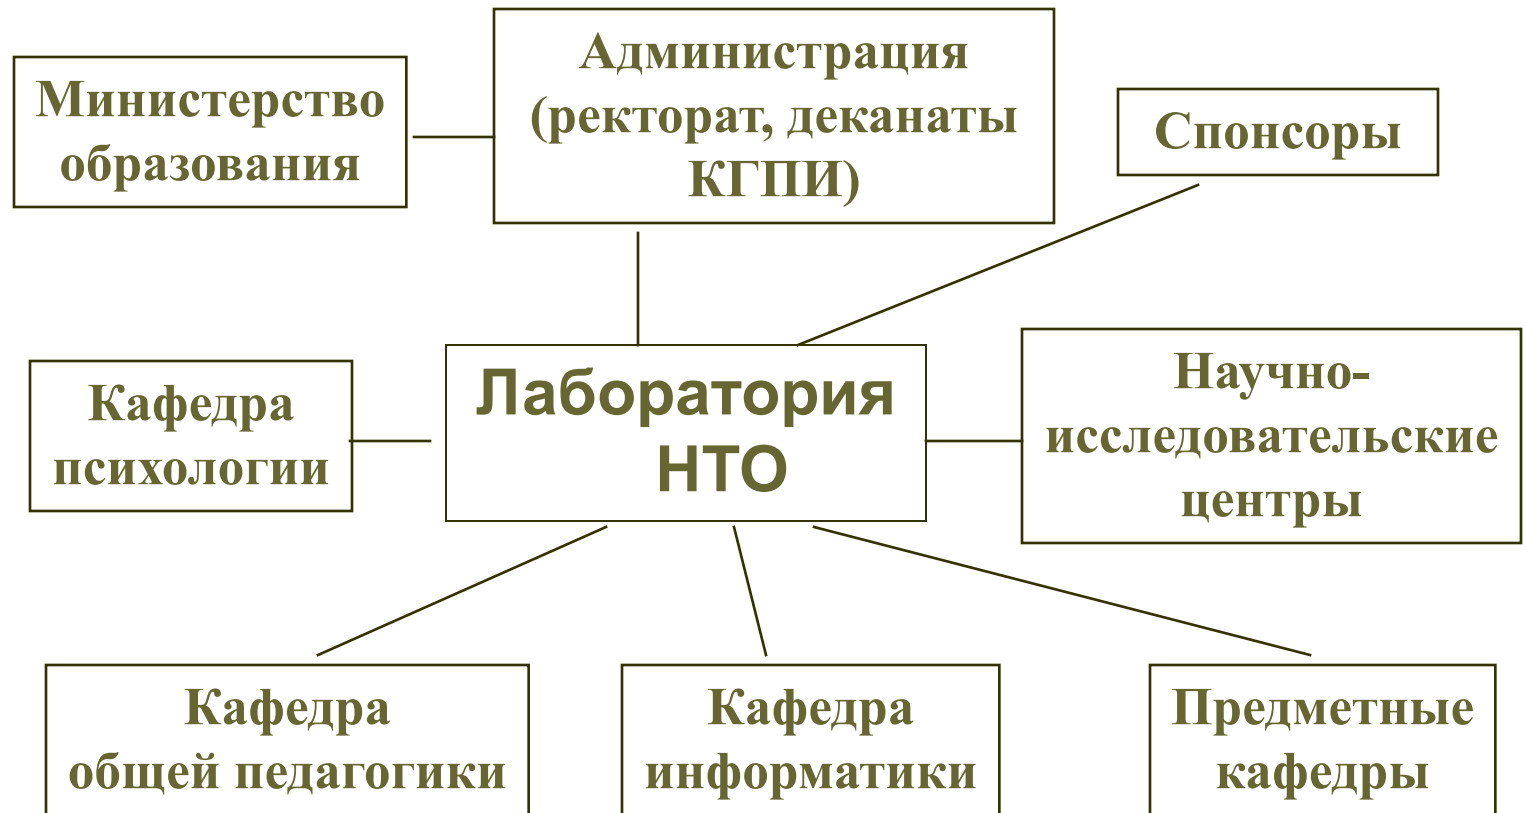 Министерство
образования
Администрация
(ректорат, деканаты
КГПИ)
Спонсоры
Кафедра
психологии
Лаборатория
НТО
Научно-
исследовательские
центры
Кафедра
общей педагогики
Кафедра
информатики
Предметные
кафедры